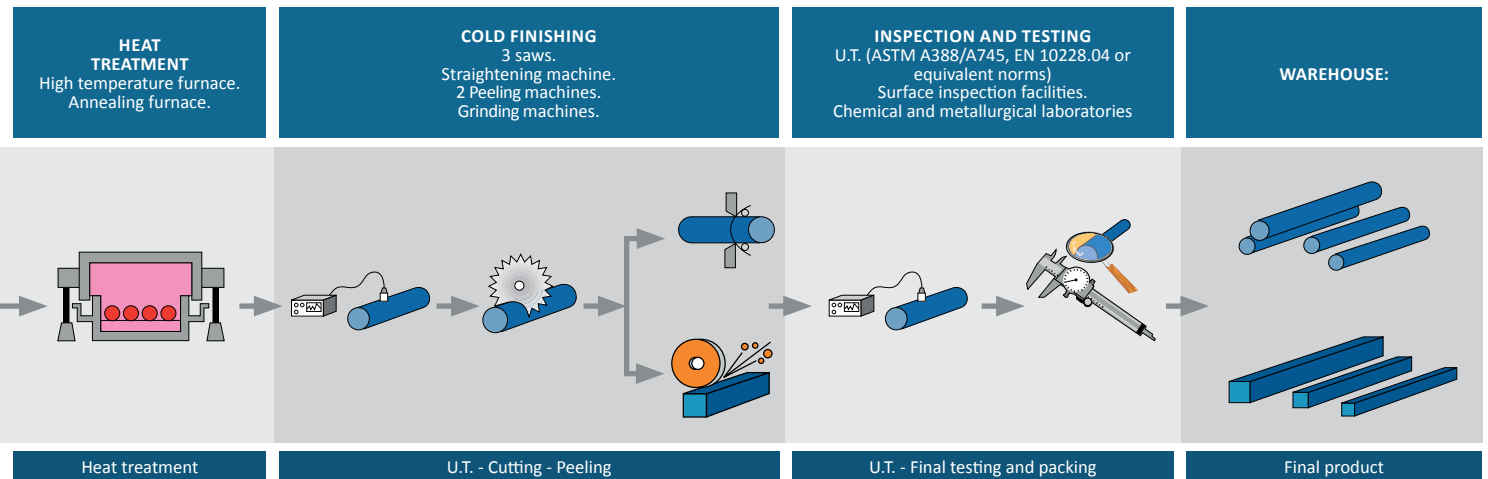 HEAT
TREATMENT
High temperature furnace.
Annealing furnace.
COLD FINISHING
3 saws.
Straightening machine.
2 Peeling machines.
Grinding machines.
INSPECTION AND TESTING
U.T. (ASTM A388/A745, EN 10228.04 or
equivalent norms)
Surface inspection facilities.
Chemical and metallurgical laboratories
WAREHOUSE:
Heat treatment
U.T. - Cutting - Peeling
U.T. - Final testing and packing
Final product